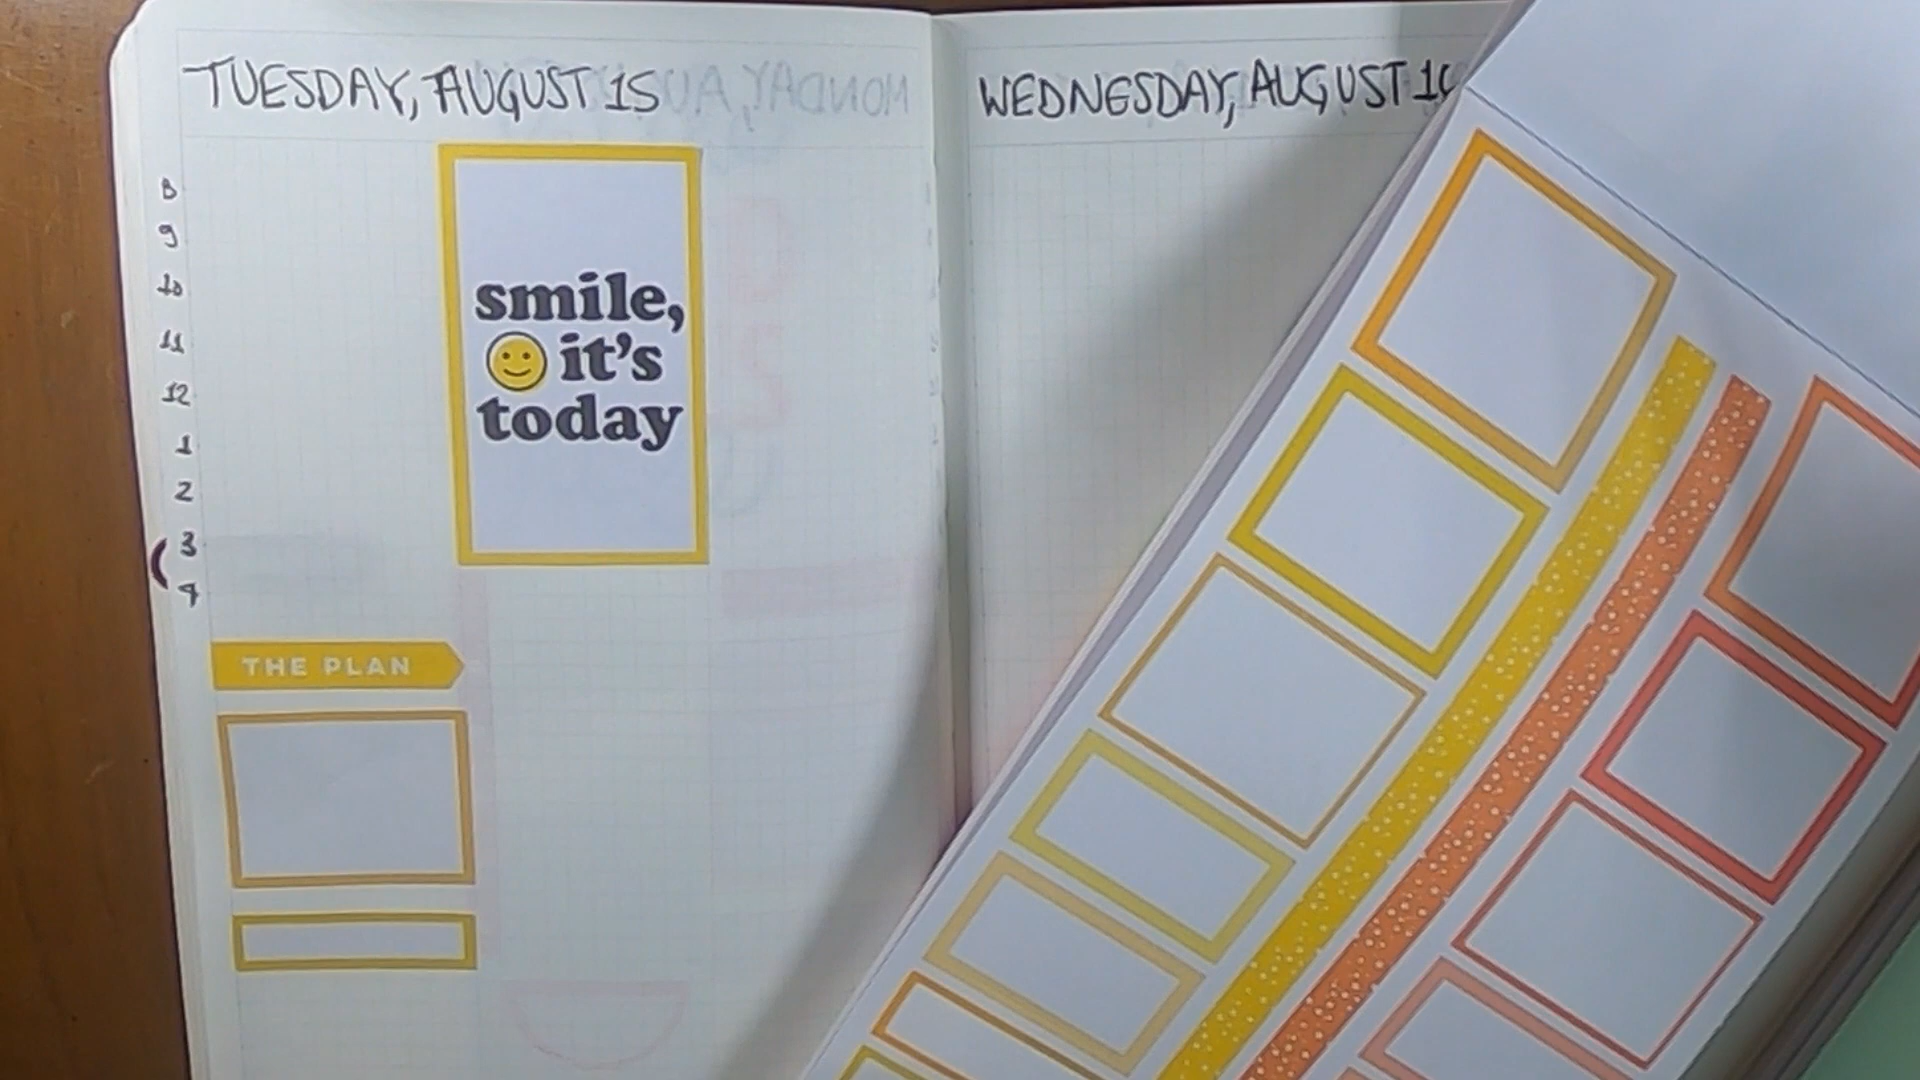 TUESDAY, AUGUST 15
8
9
10
11
12
1
2
3
4
smile,
it's
today
THE PLAN
WEDNESDAY, AUGUST